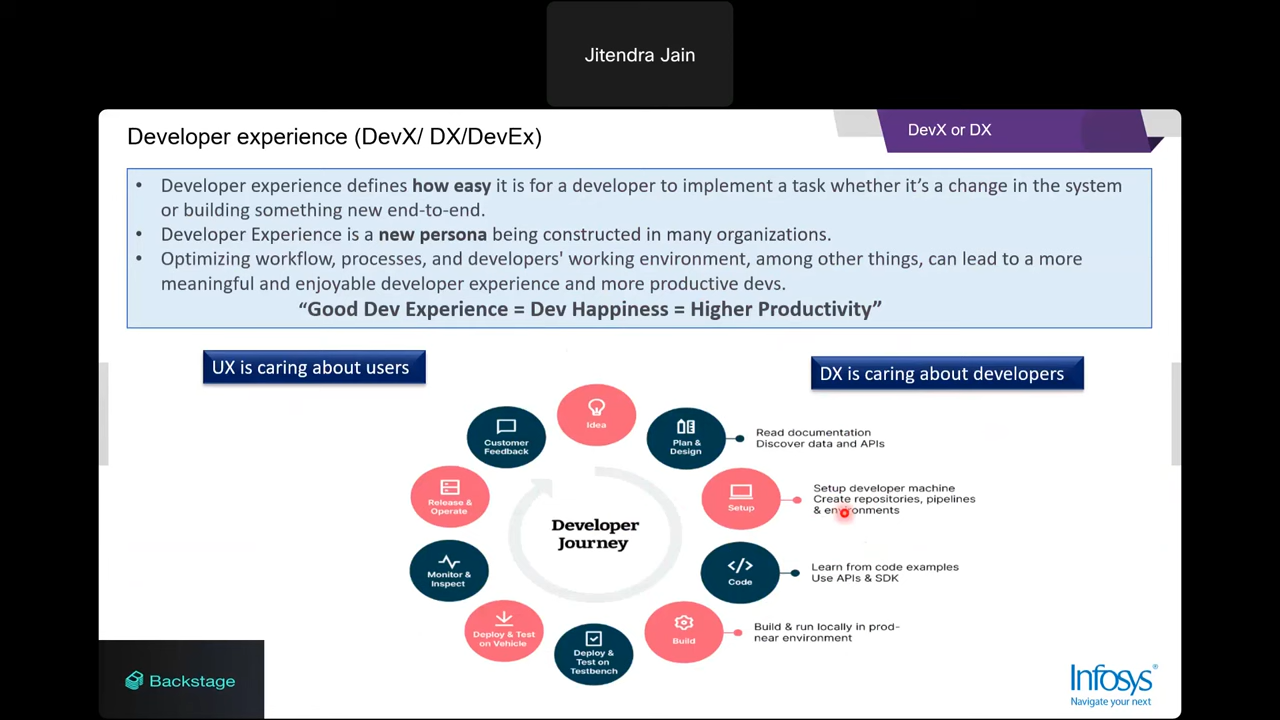 Jitendra Jain
Developer experience (DevX/ DX/DevEx)
DevX or DX
• Developer experience defines how easy it is for a developer to implement a task whether it's a change in the system
or building something new end-to-end.
• Developer Experience is a new persona being constructed in many organizations.
• Optimizing workflow, processes, and developers' working environment, among other things, can lead to a more
meaningful and enjoyable developer experience and more productive devs.
“Good Dev Experience = Dev Happiness = Higher Productivity”
UX is caring about users
DX is caring about developers
Idea
Plan &
Design
Read documentation
Discover data and APIs
Setup
Setup developer machine
Create repositories, pipelines
& environments
Code
Learn from code examples
Use APIs & SDK
Build
Build & run locally in prod-
near environment
Deploy &
Test on
Testbench
Deploy & Test
on Vehicle
Monitor &
Inspect
Release &
Operate
Customer
Feedback
Developer
Journey
Backstage
Infosys®
Navigate your next